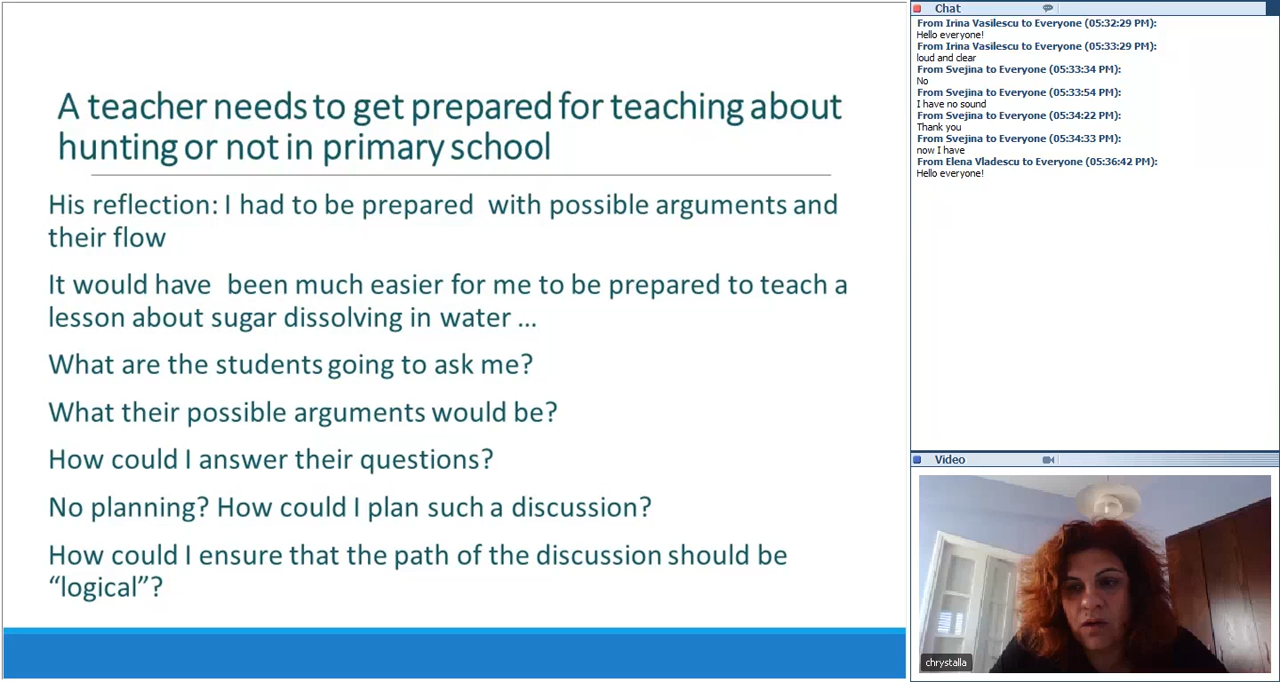 A teacher needs to get prepared for teaching about
hunting or not in primary school
His reflection: I had to be prepared with possible arguments and
their flow
It would have been much easier for me to be prepared to teach a
lesson about sugar dissolving in water ...
What are the students going to ask me?
What their possible arguments would be?
How could I answer their questions?
No planning? How could I plan such a discussion?
How could I ensure that the path of the discussion should be
“logical”?
Chat
From Irina Vasilescu to Everyone (05:32:29 PM):
Hello everyone!
From Irina Vasilescu to Everyone (05:33:29 PM):
loud and clear
From Svejina to Everyone (05:33:34 PM):
No
From Svejina to Everyone (05:33:54 PM):
I have no sound
From Svejina to Everyone (05:34:22 PM):
Thank you
From Svejina to Everyone (05:34:33 PM):
now I have
From Elena Vladescu to Everyone (05:36:42 PM):
Hello everyone!
Video
chrystalla